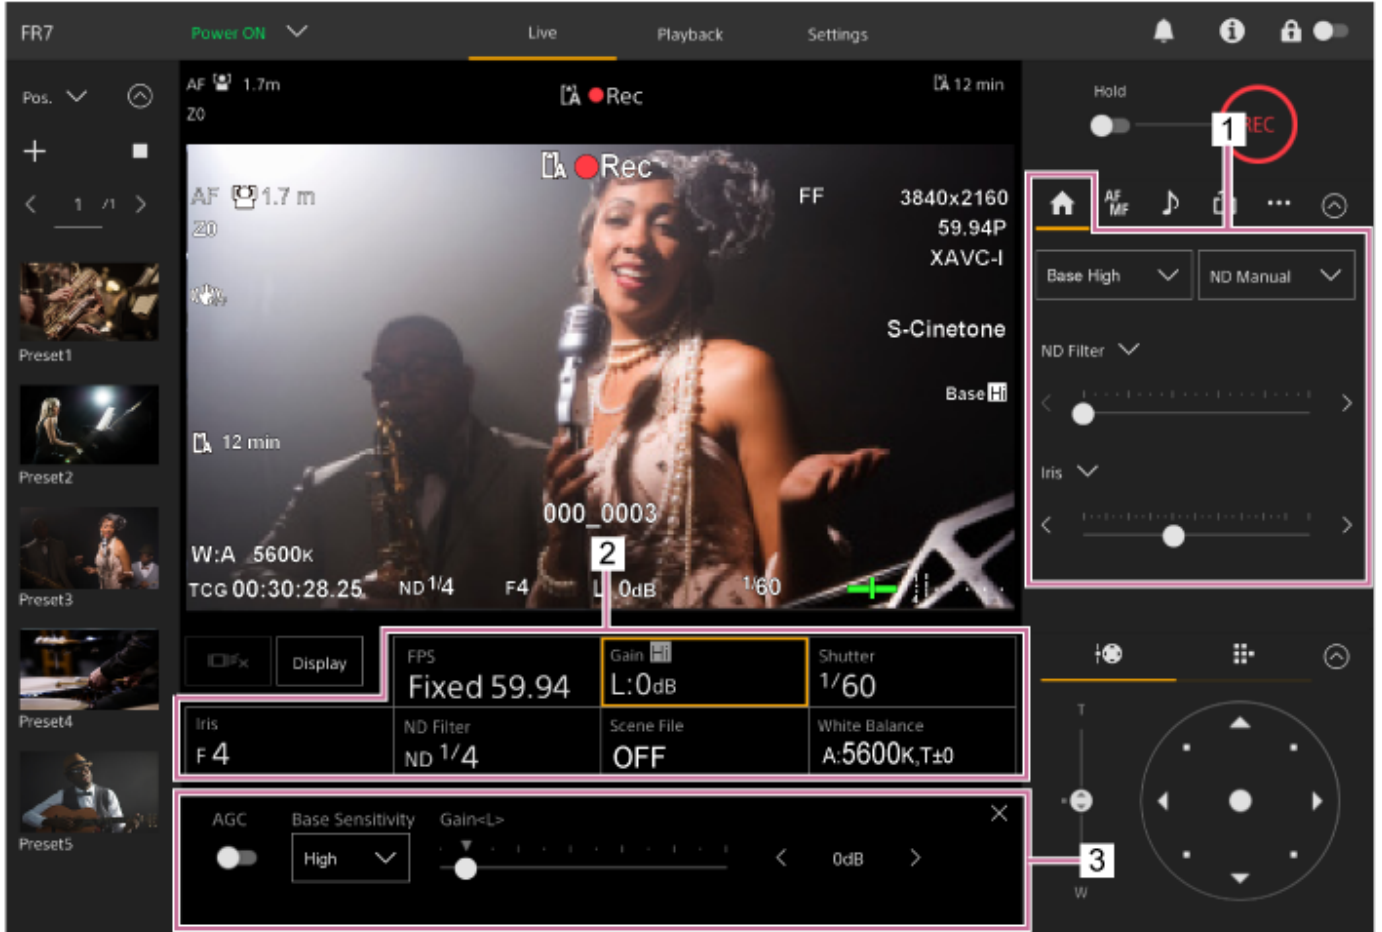 FR7
Power ON
Live
Playback
Settings
Pos.
1 /1
Preset1
Preset2
Preset3
Preset4
Preset5
AF 1.7m
Z0
A Rec
A 12 min
A Rec
AF 1.7 m
Z0
FF
3840x2160
59.94P
XAVC-I
S-Cinetone
Base Hi
A 12 min
000_0003
W:A 5600K
TCG 00:30:28.25 ND 1/4 F4 L:0dB 1/60
2
Display
FPS
Fixed 59.94
Gain Hi
L:0dB
Shutter
1/60
Iris
F 4
ND Filter
ND 1/4
Scene File
OFF
White Balance
A:5600K,T±0
AGC
Base Sensitivity
High
Gain<L>
0dB
Hold
REC
1
AF
MF
Base High
ND Manual
ND Filter
Iris
T
W
3